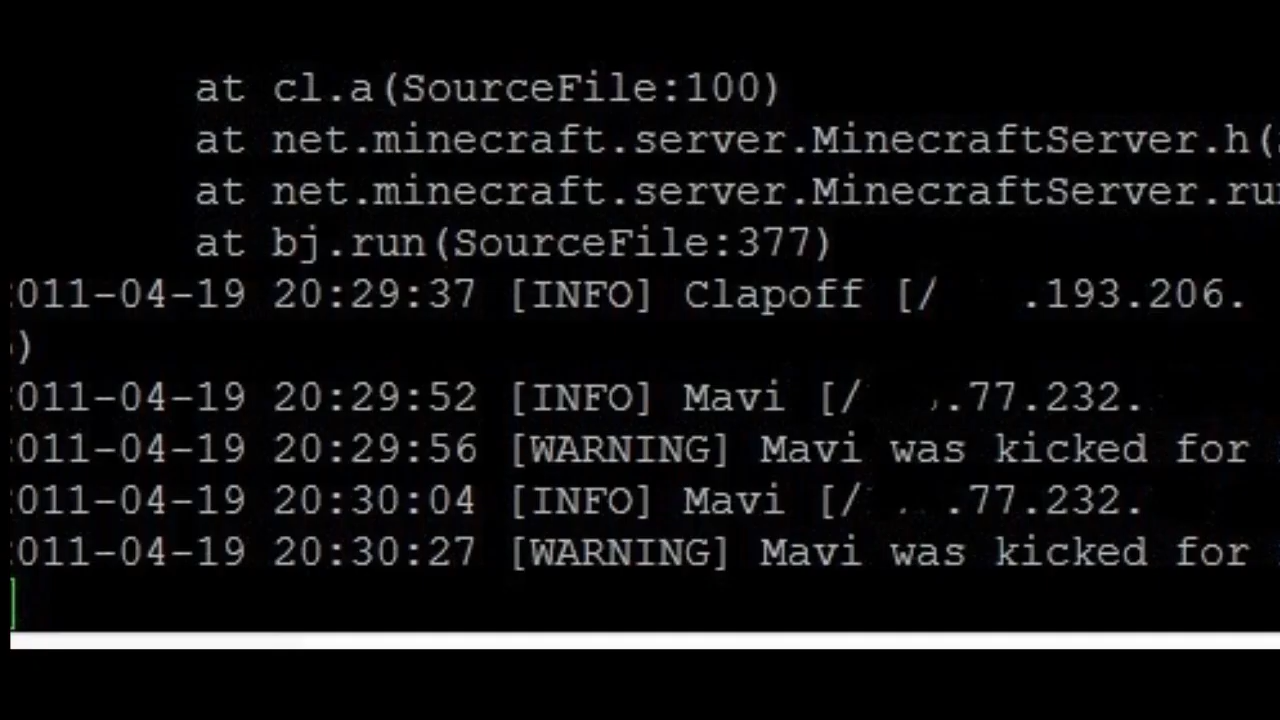 at cl.a(SourceFile:100)
at net.minecraft.server.MinecraftServer.h(
at net.minecraft.server.MinecraftServer.ru
at bj.run(SourceFile:377)
011-04-19 20:29:37 [INFO] Clapoff [/ .193.206.
)
011-04-19 20:29:52 [INFO] Mavi [/ .77.232.
011-04-19 20:29:56 [WARNING] Mavi was kicked for
011-04-19 20:30:04 [INFO] Mavi [/ .77.232.
011-04-19 20:30:27 [WARNING] Mavi was kicked for